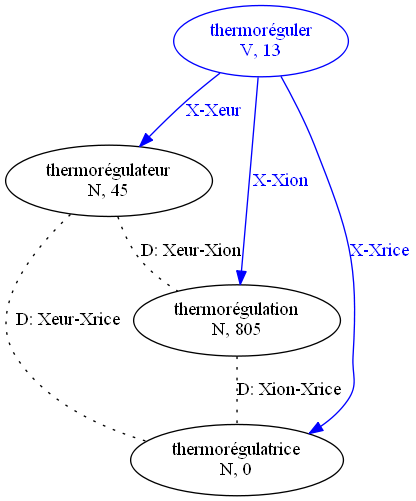 thermoréguler
V, 13
X-Xeur
thermorégulateur
N, 45
X-Xion
D: Xeur-Xion
X-Xrice
thermorégulation
N, 805
D: Xeur-Xrice
D: Xion-Xrice
thermorégulatrice
N, 0